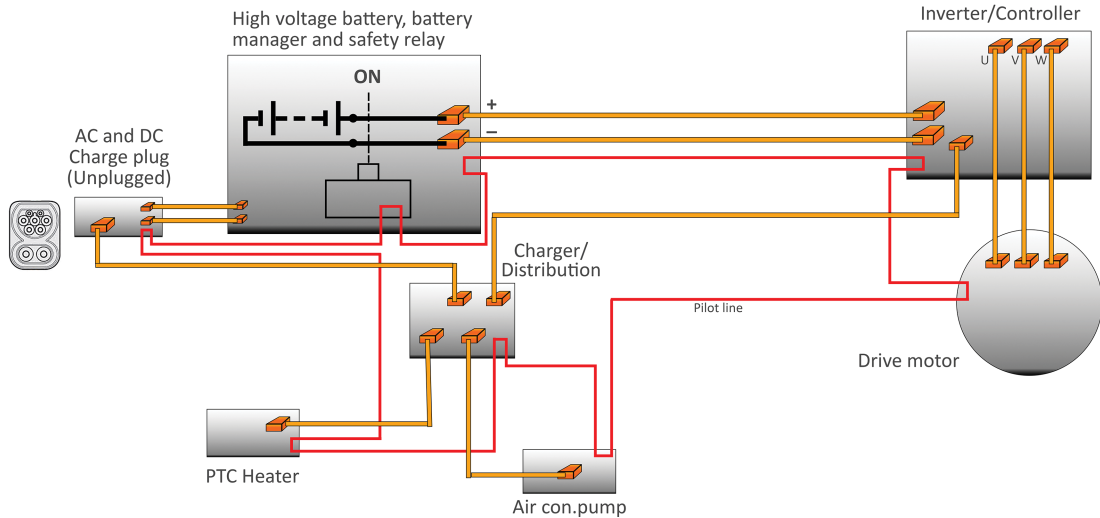 High voltage battery, battery
manager and safety relay
Inverter/Controller
ON
U V W
+
–
AC and DC
Charge plug
(Unplugged)
Charger/
Distribution
Pilot line
Drive motor
PTC Heater
Air con.pump